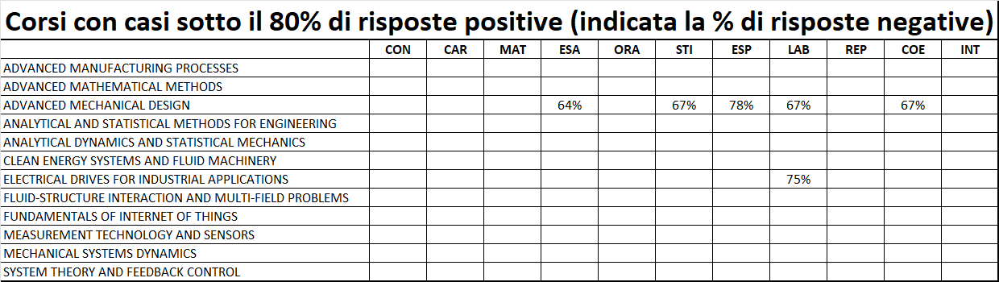 Corsi con casi sotto il 80% di risposte positive (indicata la % di risposte negative)
CON CAR MAT ESA ORA STI ESP LAB REP COE INT
ADVANCED MANUFACTURING PROCESSES
ADVANCED MATHEMATICAL METHODS
ADVANCED MECHANICAL DESIGN 64% 67% 78% 67% 67%
ANALYTICAL AND STATISTICAL METHODS FOR ENGINEERING
ANALYTICAL DYNAMICS AND STATISTICAL MECHANICS
CLEAN ENERGY SYSTEMS AND FLUID MACHINERY
ELECTRICAL DRIVES FOR INDUSTRIAL APPLICATIONS 75%
FLUID-STRUCTURE INTERACTION AND MULTI-FIELD PROBLEMS
FUNDAMENTALS OF INTERNET OF THINGS
MEASUREMENT TECHNOLOGY AND SENSORS
MECHANICAL SYSTEMS DYNAMICS
SYSTEM THEORY AND FEEDBACK CONTROL